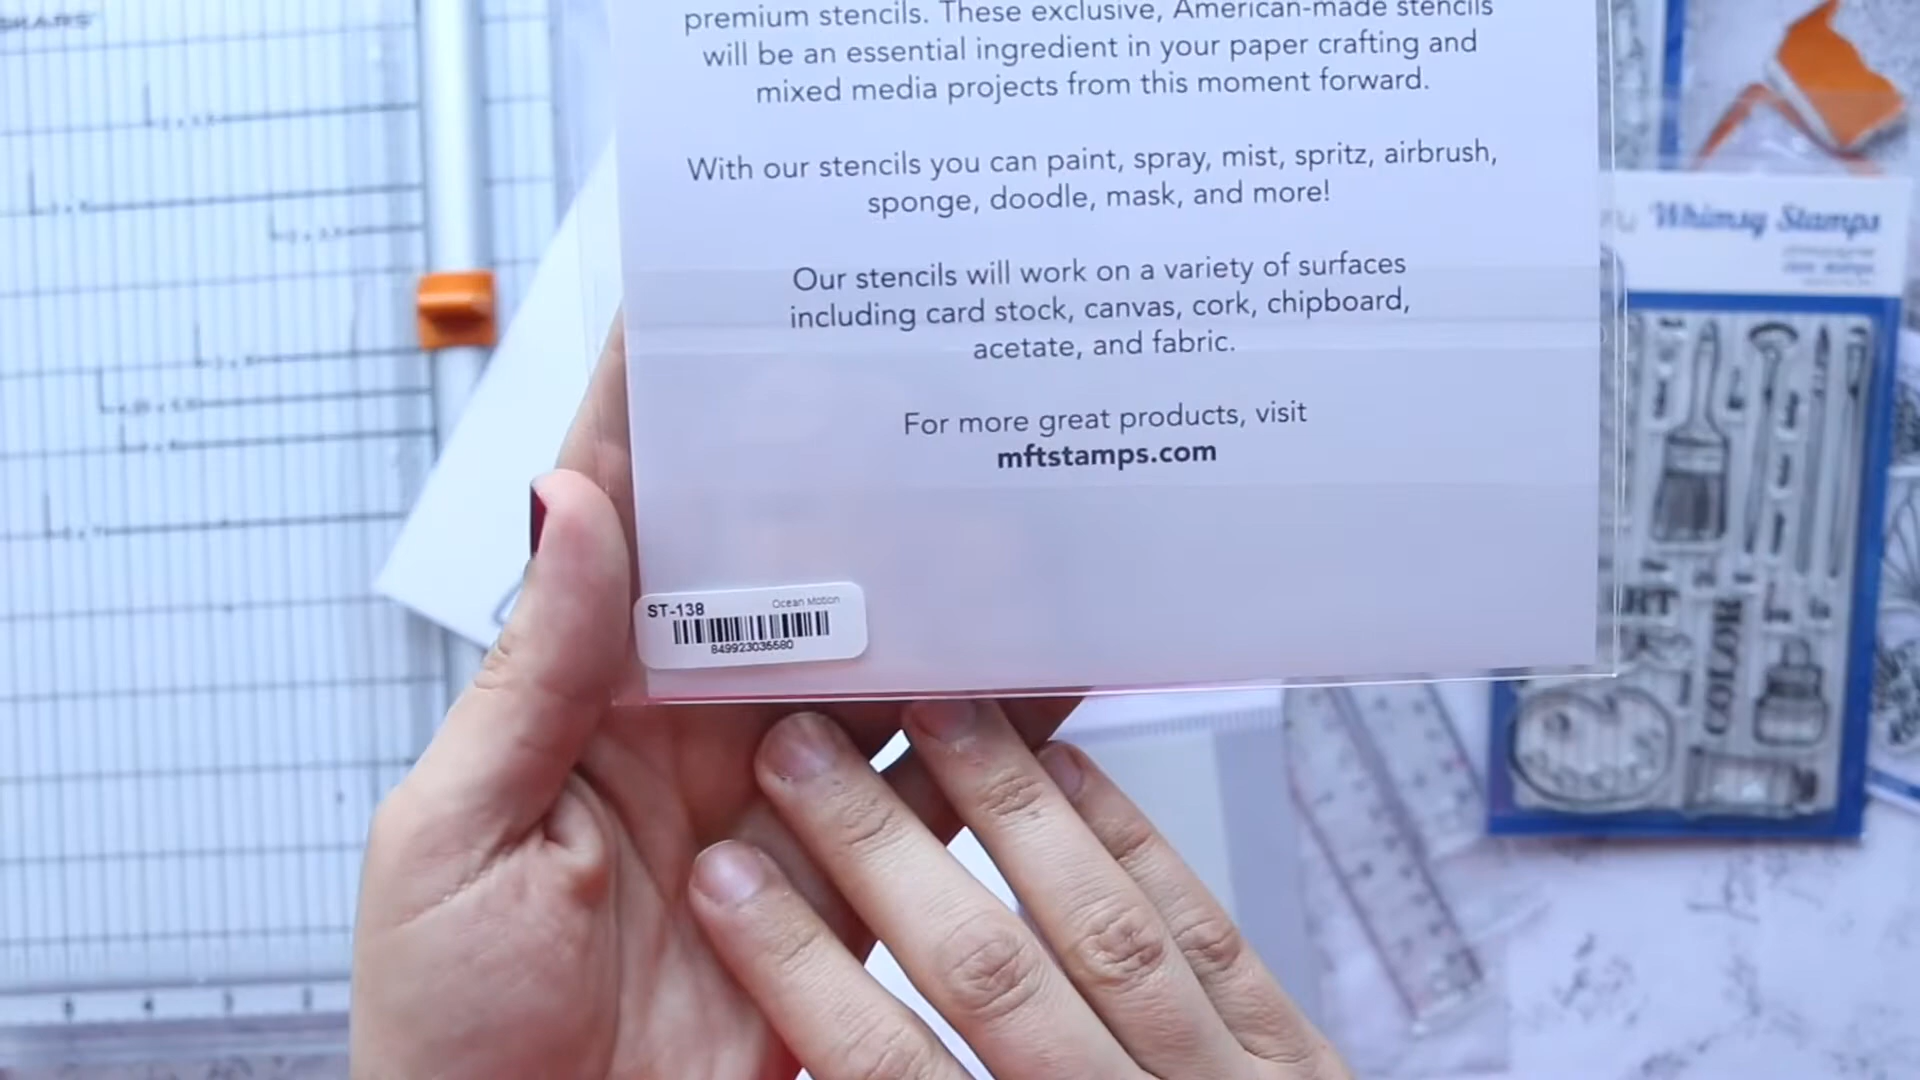 premium stencils. These exclusive, American-made stencils
will be an essential ingredient in your paper crafting and
mixed media projects from this moment forward.
With our stencils you can paint, spray, mist, spritz, airbrush,
sponge, doodle, mask, and more!
Our stencils will work on a variety of surfaces
including card stock, canvas, cork, chipboard,
acetate, and fabric.
For more great products, visit
mftstamps.com
ST-138
Ocean Motion
849923035580
Whimsy Stamps
ART
COLOR